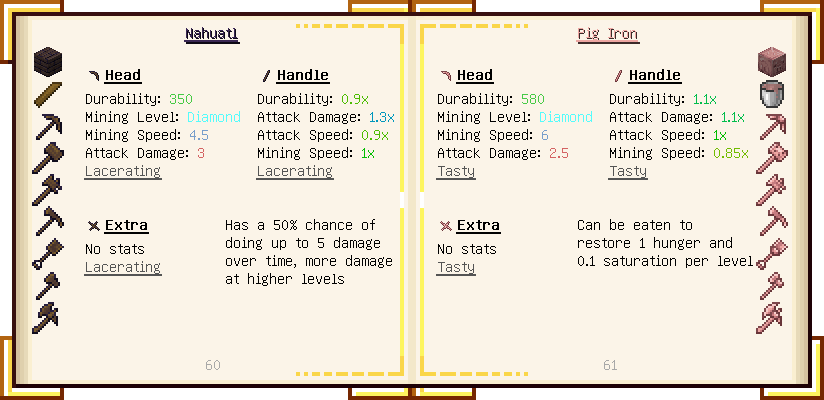 Nahuatl
Head
Durability: 350
Mining Level: Diamond
Mining Speed: 4.5
Attack Damage: 3
Lacerating
Handle
Durability: 0.9x
Attack Damage: 1.3x
Attack Speed: 0.9x
Mining Speed: 1x
Lacerating
Extra
No stats
Lacerating
Has a 50% chance of
doing up to 5 damage
over time, more damage
at higher levels
60
Pig Iron
Head
Durability: 580
Mining Level: Diamond
Mining Speed: 6
Attack Damage: 2.5
Tasty
Handle
Durability: 1.1x
Attack Damage: 1.1x
Attack Speed: 1x
Mining Speed: 0.85x
Tasty
Extra
No stats
Tasty
Can be eaten to
restore 1 hunger and
0.1 saturation per level
61